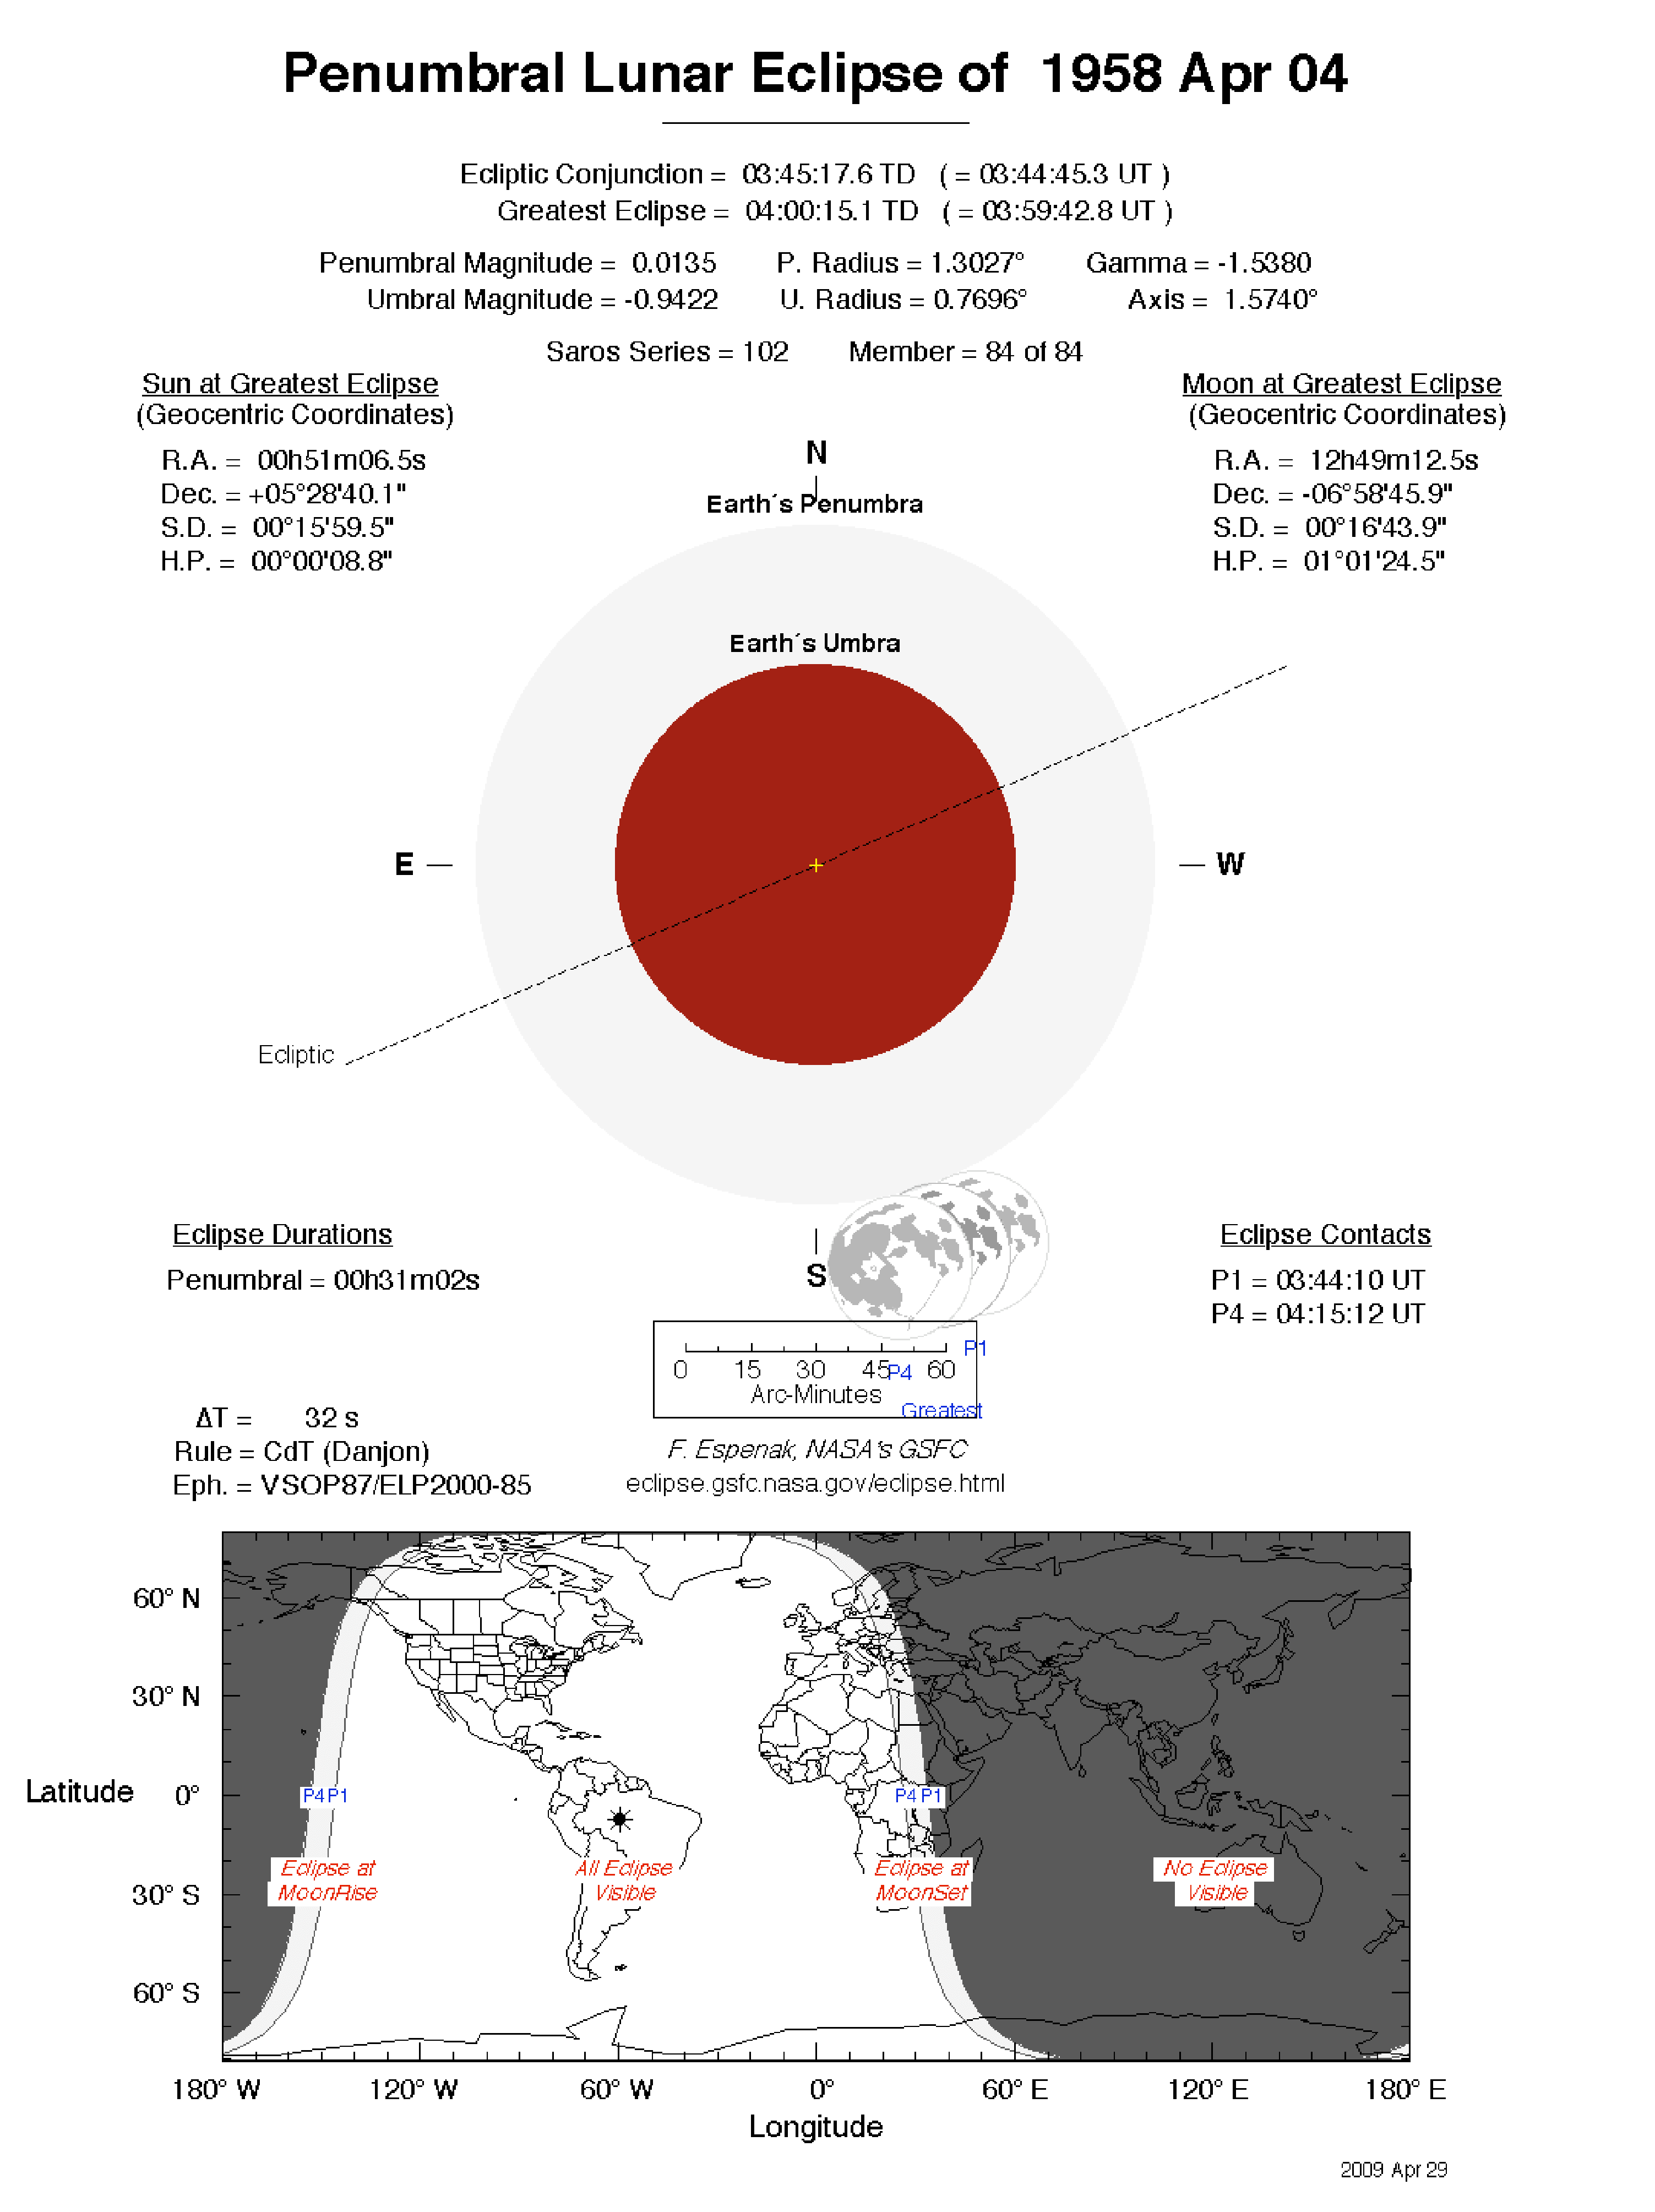 Penumbral Lunar Eclipse of  1958 Apr 04
Ecliptic Conjunction =  03:45:17.6 TD   ( = 03:44:45.3 UT )
Greatest Eclipse =  04:00:15.1 TD   ( = 03:59:42.8 UT )
Penumbral Magnitude =  0.0135   P. Radius = 1.3027°   Gamma = -1.5380
Umbral Magnitude = -0.9422   U. Radius = 0.7696°   Axis =  1.5740°
Saros Series = 102   Member = 84 of 84
Sun at Greatest Eclipse
(Geocentric Coordinates)
R.A. =  00h51m06.5s
Dec. = +05°28'40.1"
S.D. =  00°15'59.5"
H.P. =  00°00'08.8"
Moon at Greatest Eclipse
(Geocentric Coordinates)
R.A. =  12h49m12.5s
Dec. = -06°58'45.9"
S.D. =  00°16'43.9"
H.P. =  01°01'24.5"
N
Earth´s Penumbra
Earth´s Umbra
E
W
Ecliptic
S
Eclipse Durations
Penumbral = 00h31m02s
Eclipse Contacts
P1 = 03:44:10 UT
P4 = 04:15:12 UT
P1
0 15 30 45 60
P4
Arc-Minutes
Greatest
ΔT =   32 s
Rule = CdT (Danjon)
Eph. = VSOP87/ELP2000-85
F. Espenak, NASA's GSFC
eclipse.gsfc.nasa.gov/eclipse.html
60° N
30° N
Latitude
0°
30° S
60° S
P4 P1
P4 P1
Eclipse at
MoonRise
All Eclipse
Visible
Eclipse at
MoonSet
No Eclipse
Visible
180° W 120° W 60° W 0° 60° E 120° E 180° E
Longitude
2009 Apr 29